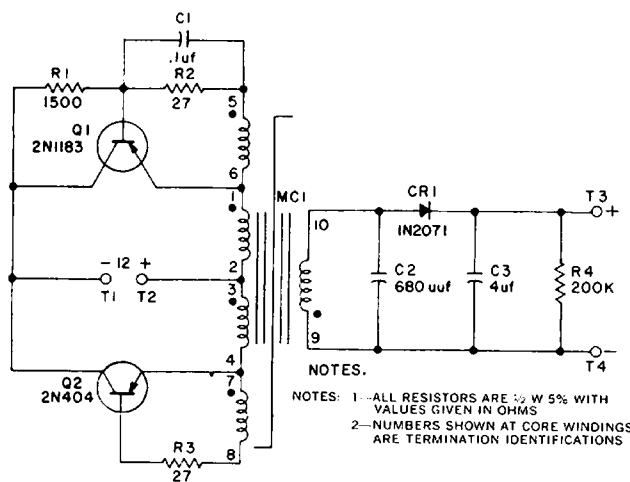 C1
.1uf
R1
R2
1500
27
5
Q1
2N1183
6
1
MC1
10
CR1
1N2071
T3
+
- 12 +
T1 T2
2
3
C2
680 uuf
C3
4uf
R4
200K
9
4
7
Q2
2N404
8
R3
27
-
T4
NOTES.
NOTES: 1—ALL RESISTORS ARE ½ W 5% WITH
VALUES GIVEN IN OHMS
2—NUMBERS SHOWN AT CORE WINDINGS
ARE TERMINATION IDENTIFICATIONS